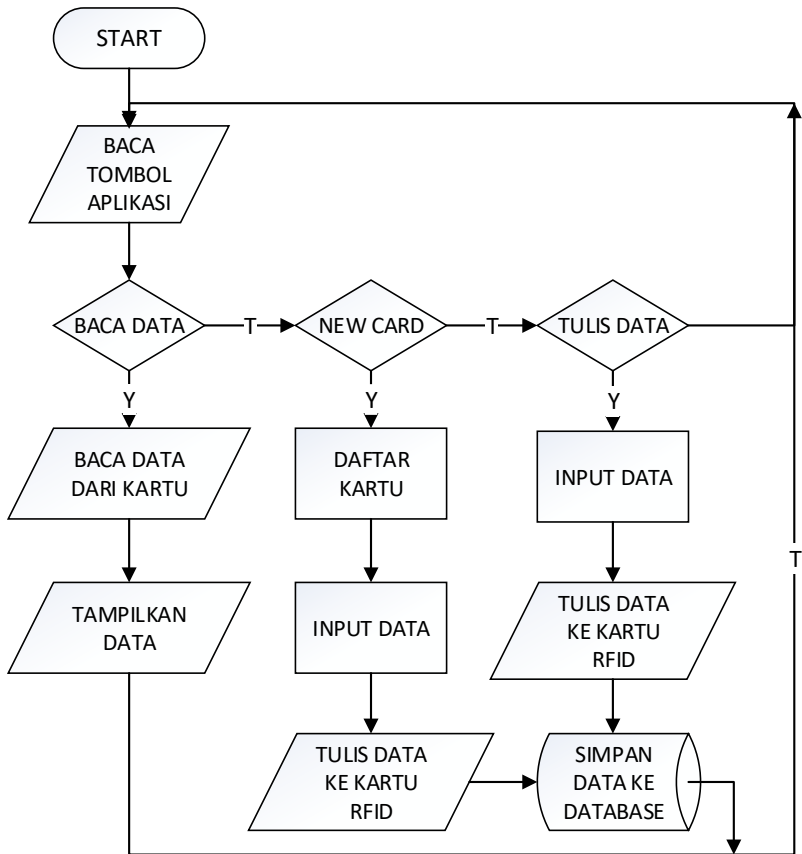 START
BACA
TOMBOL
APLIKASI
BACA DATA
T
NEW CARD
T
TULIS DATA
Y
Y
Y
BACA DATA
DARI KARTU
DAFTAR
KARTU
INPUT DATA
T
TAMPILKAN
DATA
INPUT DATA
TULIS DATA
KE KARTU
RFID
TULIS DATA
KE KARTU
RFID
SIMPAN
DATA KE
DATABASE